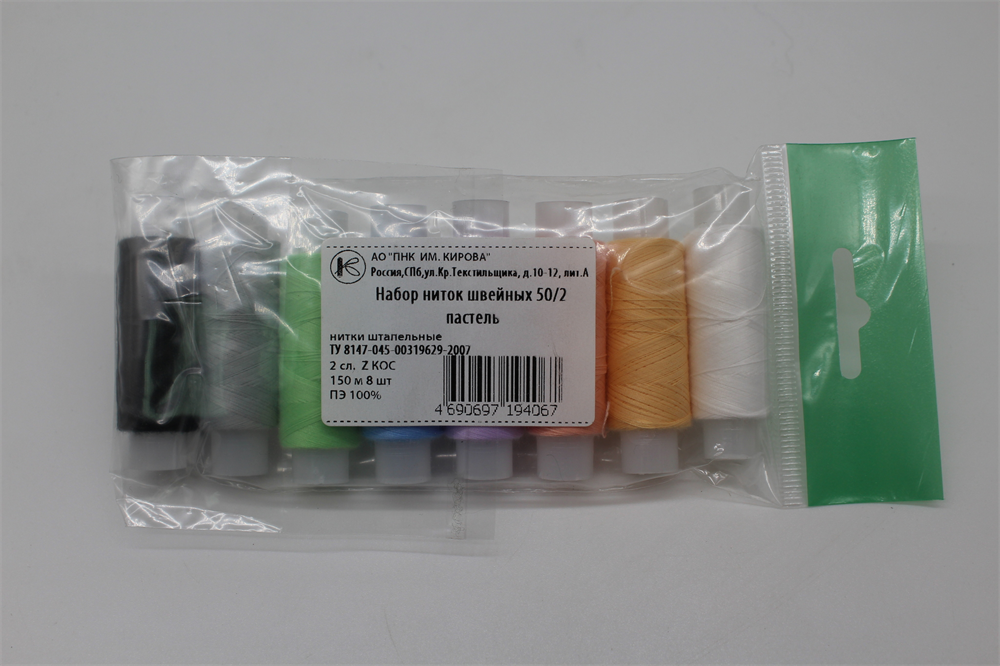 АО "ПНК ИМ. КИРОВА"
Россия,СПб,ул.Кр.Текстильщика, д.10-12, лит.А
Набор ниток швейных 50/2
пастель
нитки штапельные
ТУ 8147-045-00319629-2007
2 сл. Z КОС
150 м 8 шт
ПЭ 100%
4 690697 194067